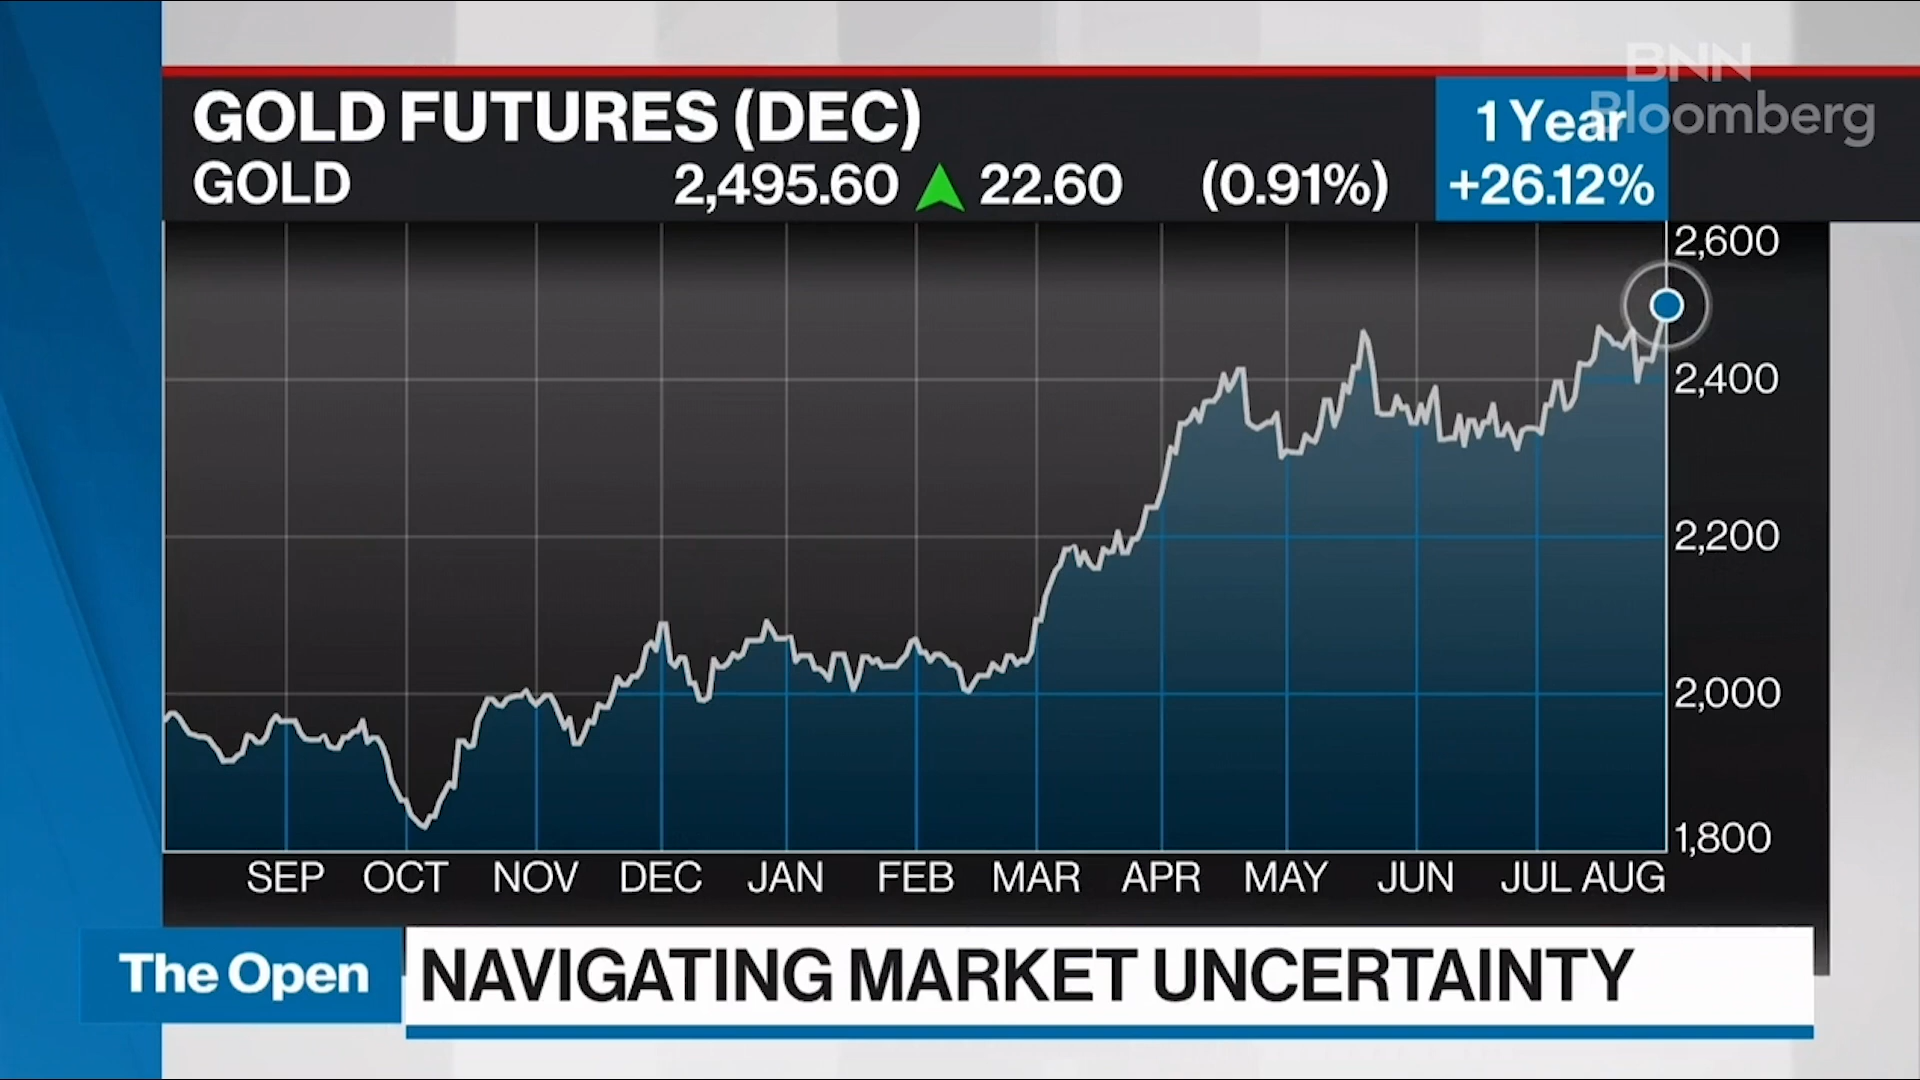 BNN
Bloomberg
GOLD FUTURES (DEC)
GOLD 2,495.60 22.60 (0.91%)
1 Year
+26.12%
2,600
2,400
2,200
2,000
1,800
SEP OCT NOV DEC JAN FEB MAR APR MAY JUN JUL AUG
The Open
NAVIGATING MARKET UNCERTAINTY